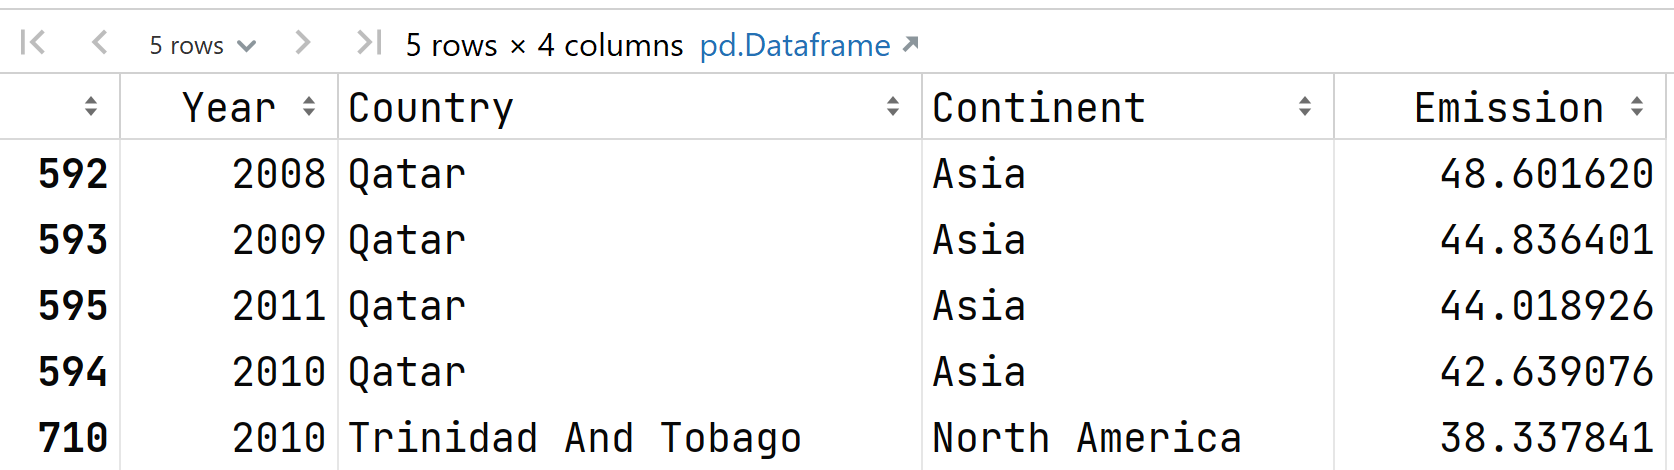 5 rows 5 rows × 4 columns pd.Dataframe
Year Country Continent Emission
592 2008 Qatar Asia 48.601620
593 2009 Qatar Asia 44.836401
595 2011 Qatar Asia 44.018926
594 2010 Qatar Asia 42.639076
710 2010 Trinidad And Tobago North America 38.337841